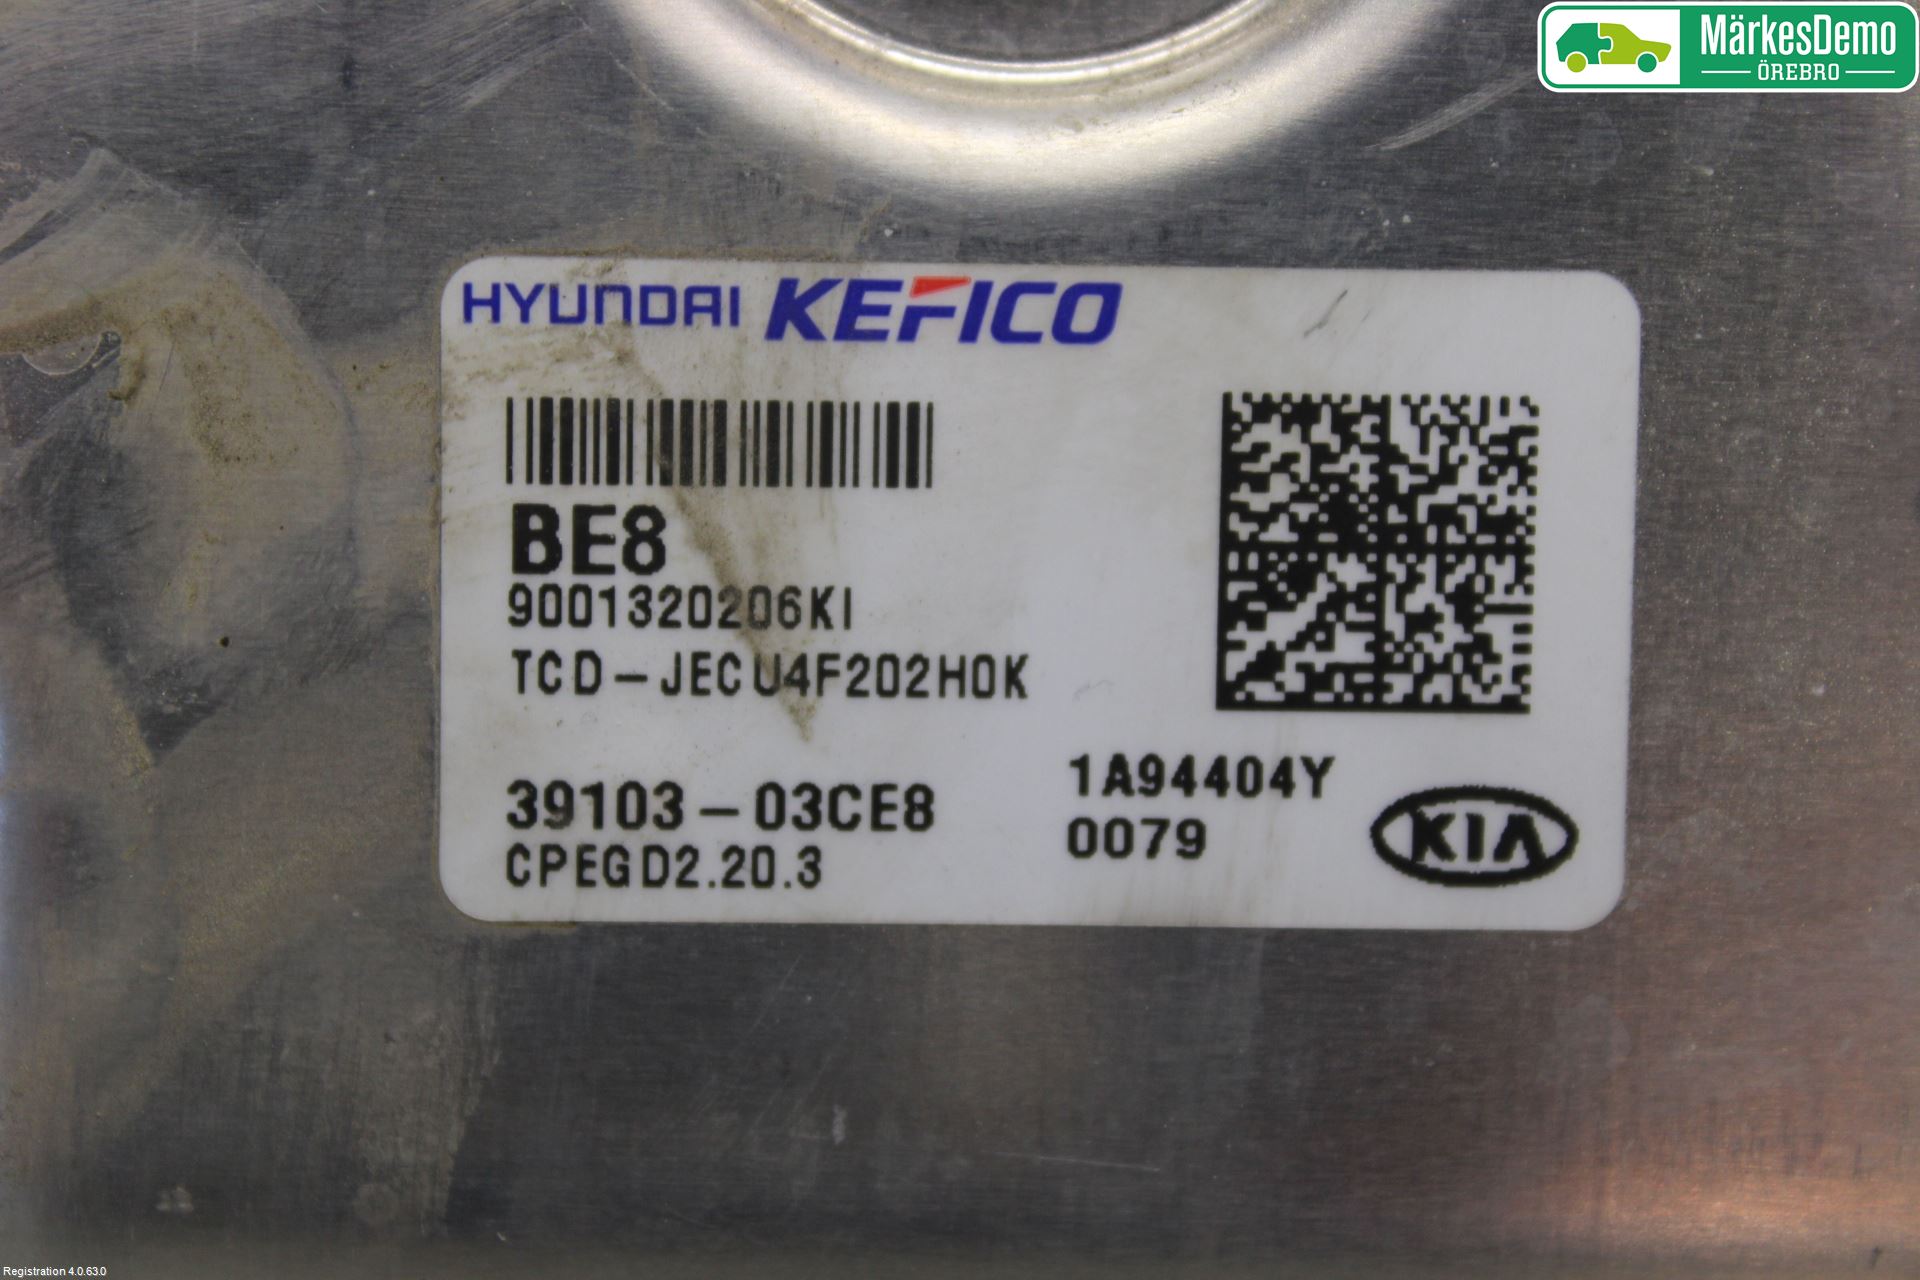 MärkesDemo
ÖREBRO
HYUNDAI KEFICO
BE8
9001320206KI
TCD-JECU4F202H0K
39103-03CE8
CPEGD2.20.3
1A94404Y
0079
KIA
Registration 4.0.63.0